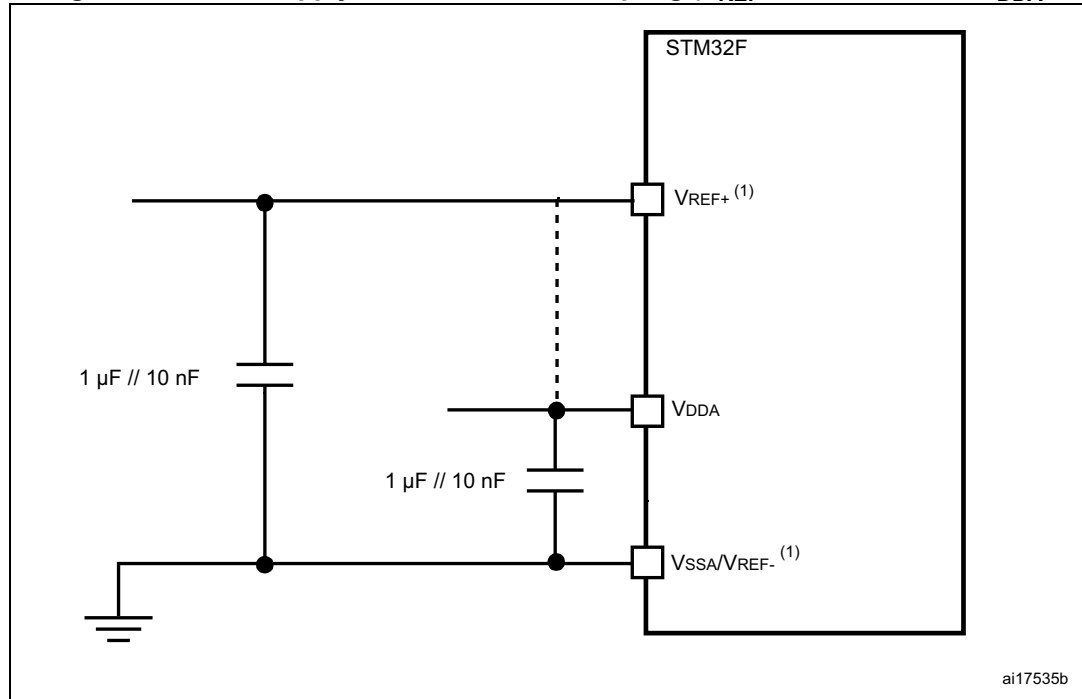 STM32F
VREF+ (1)
1 µF // 10 nF
VDDA
1 µF // 10 nF
VSSA/VREF- (1)
ai17535b